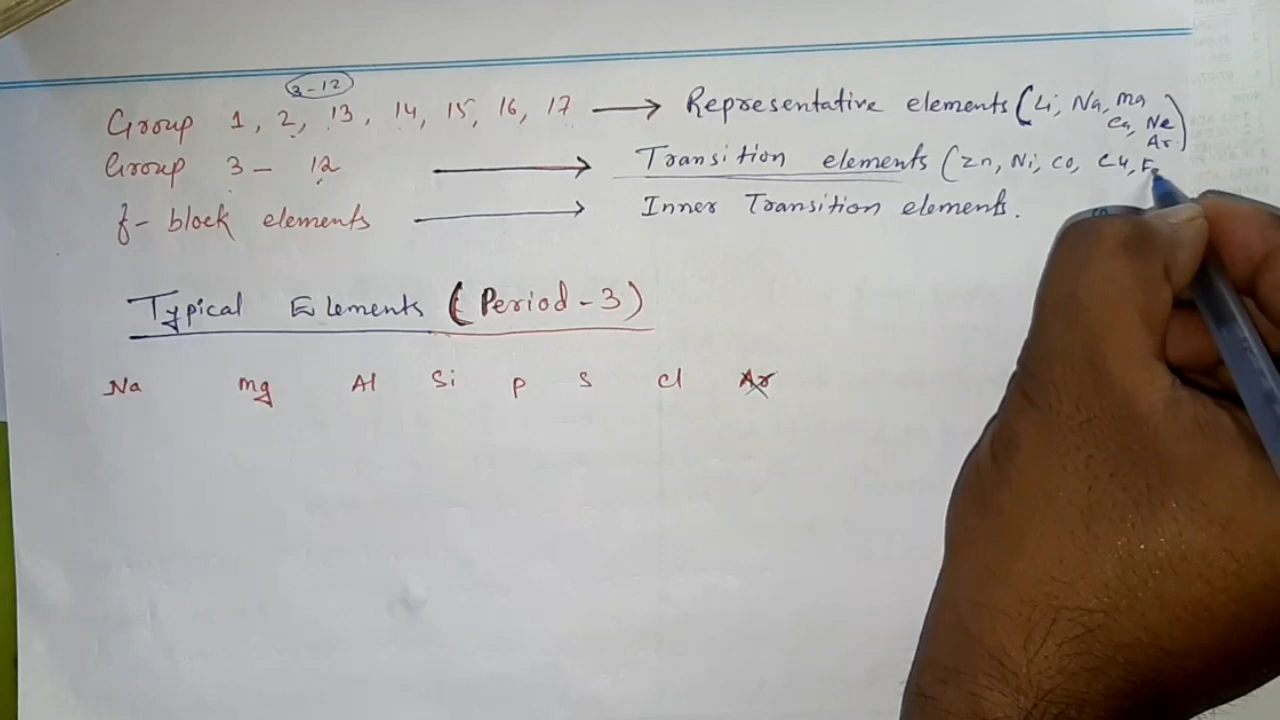 3-12
Group 1, 2, 13, 14, 15, 16, 17 → Representative elements (Li, Na, Mg
Ca, Ne
Ar)
Group 3 - 12 → Transition elements (Zn, Ni, Co, Cu, Fe
f- block elements → Inner Transition elements.
Typical Elements (Period - 3)
Na Mg Al Si P S Cl Ar